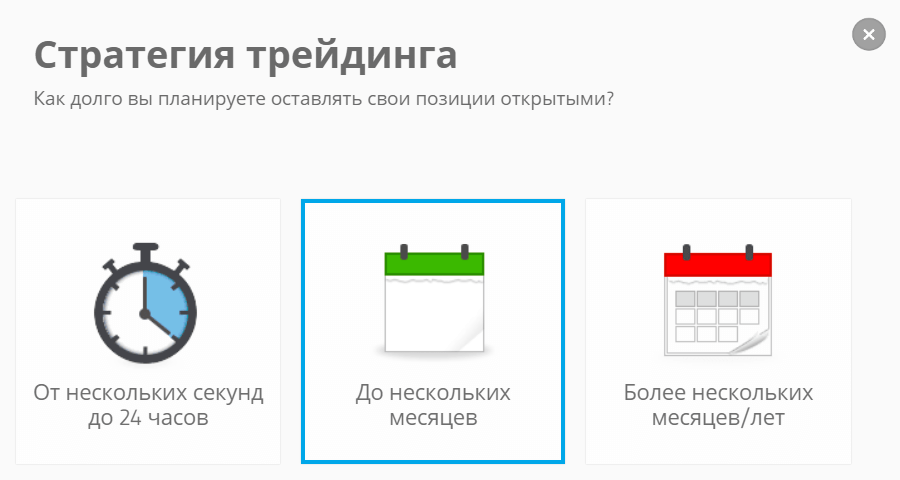 Стратегия трейдинга
Как долго вы планируете оставлять свои позиции открытыми?
От нескольких секунд
до 24 часов
До нескольких
месяцев
Более нескольких
месяцев/лет